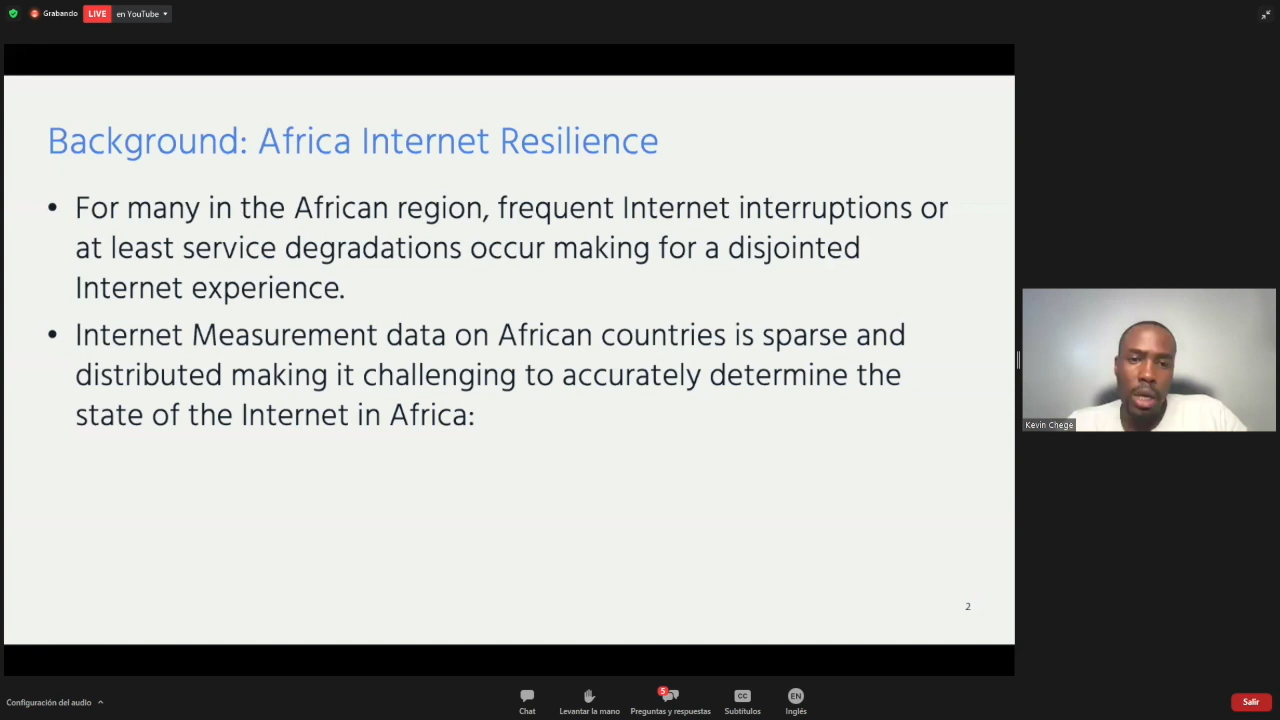 Grabando
LIVE en YouTube
Background: Africa Internet Resilience
• For many in the African region, frequent Internet interruptions or
at least service degradations occur making for a disjointed
Internet experience.
• Internet Measurement data on African countries is sparse and
distributed making it challenging to accurately determine the
state of the Internet in Africa:
2
Kevin Chege
Configuración del audio
Chat
Levantar la mano
5
Preguntas y respuestas
CC
Subtítulos
EN
Inglés
Salir